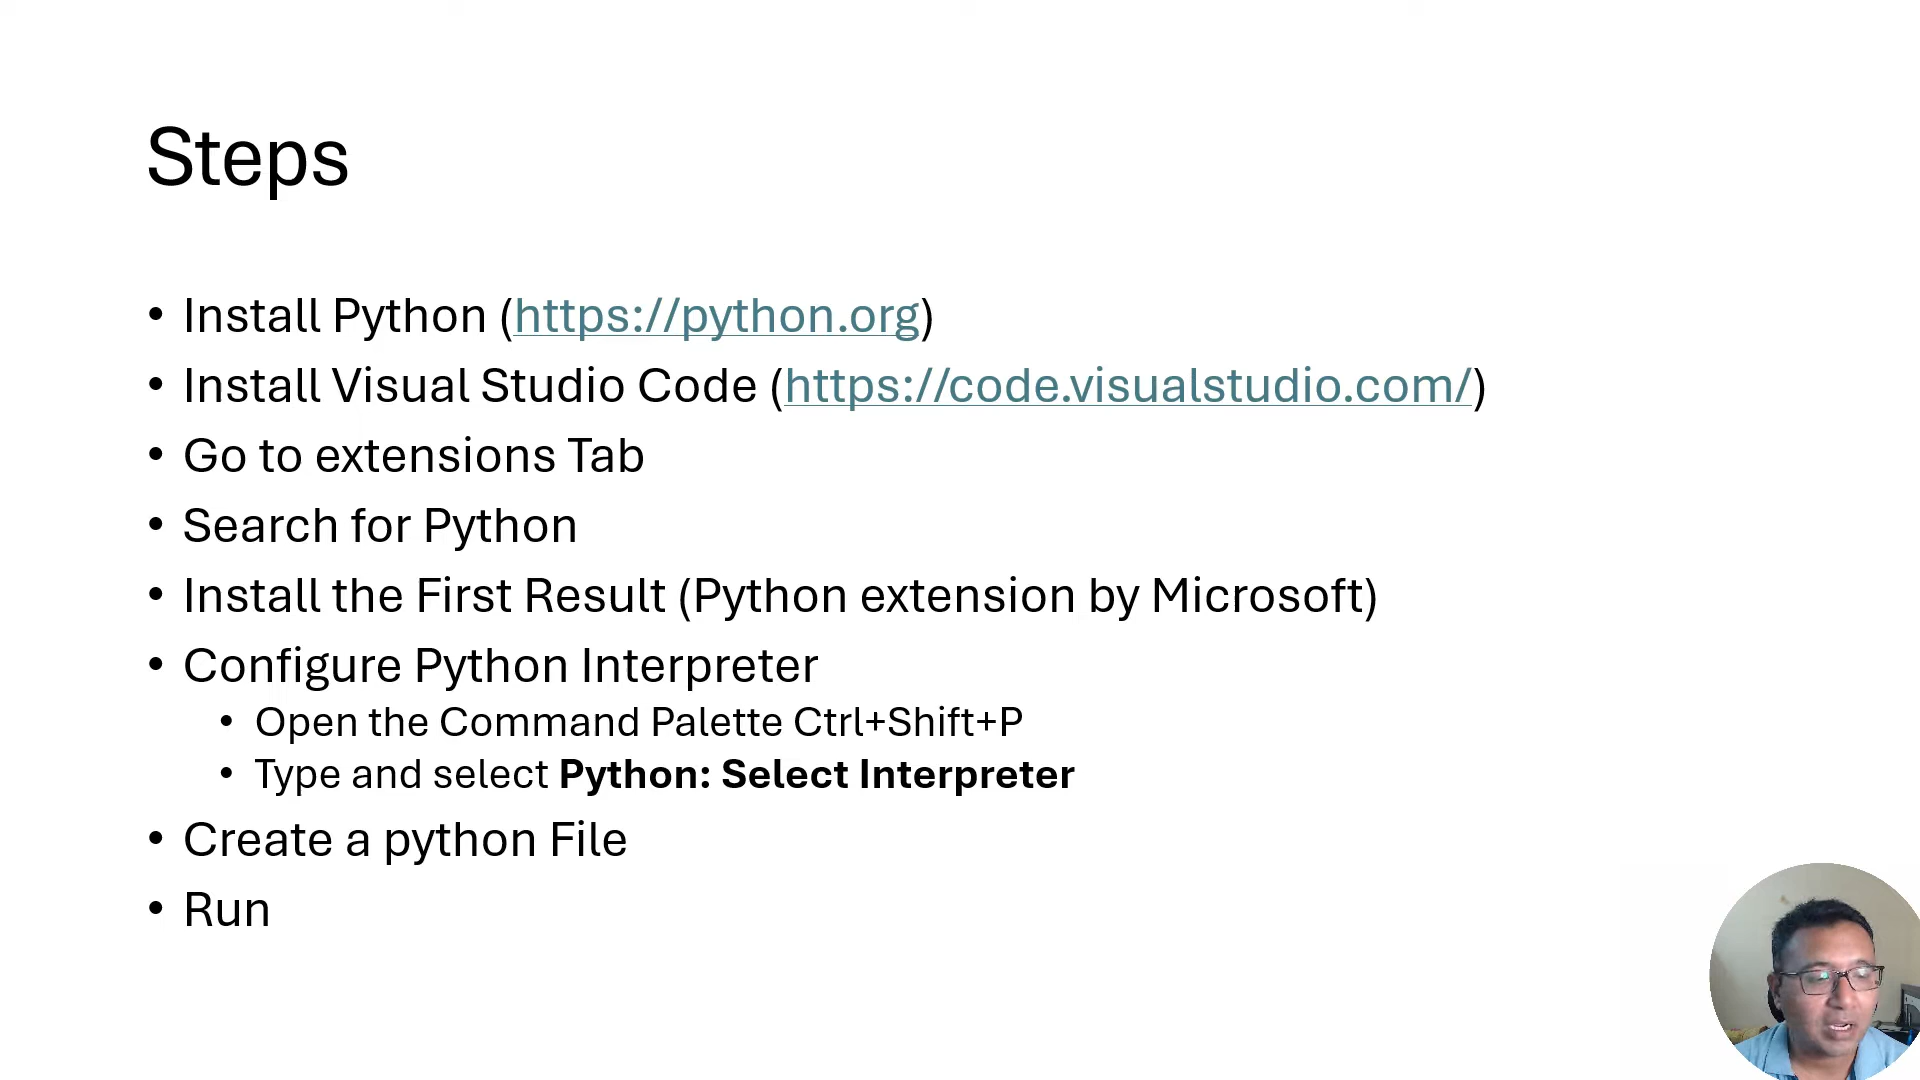 Steps
• Install Python (https://python.org)
• Install Visual Studio Code (https://code.visualstudio.com/)
• Go to extensions Tab
• Search for Python
• Install the First Result (Python extension by Microsoft)
• Configure Python Interpreter
• Open the Command Palette Ctrl+Shift+P
• Type and select Python: Select Interpreter
• Create a python File
• Run